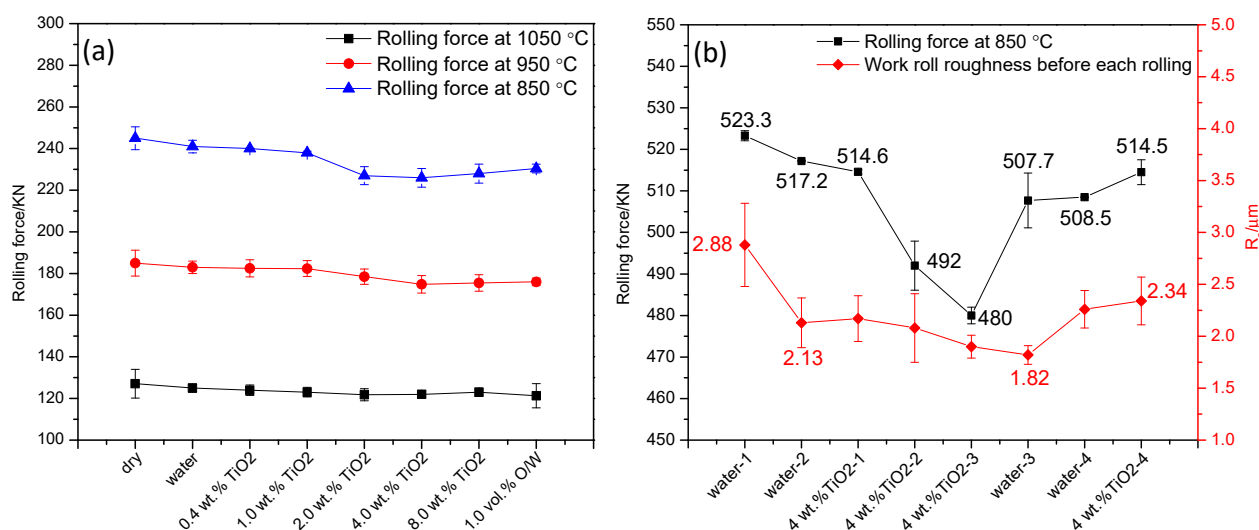 (a)
Rolling force at 1050 °C
Rolling force at 950 °C
Rolling force at 850 °C
Rolling force/KN
300
280
260
240
220
200
180
160
140
120
100
dry
water
0.4 wt.% TiO2
1.0 wt.% TiO2
2.0 wt.% TiO2
4.0 wt.% TiO2
8.0 wt.% TiO2
1.0 vol.% O/W
(b)
Rolling force at 850 °C
Work roll roughness before each rolling
Rolling force/KN
550
540
530
520
510
500
490
480
470
460
450
523.3
517.2
514.6
492
480
507.7
508.5
514.5
2.88
2.13
1.82
2.34
water-1
water-2
4 wt.%TiO2-1
4 wt.%TiO2-2
4 wt.%TiO2-3
water-3
water-4
4 wt.%TiO2-4
5.0
4.5
4.0
3.5
3.0
2.5
2.0
1.5
1.0